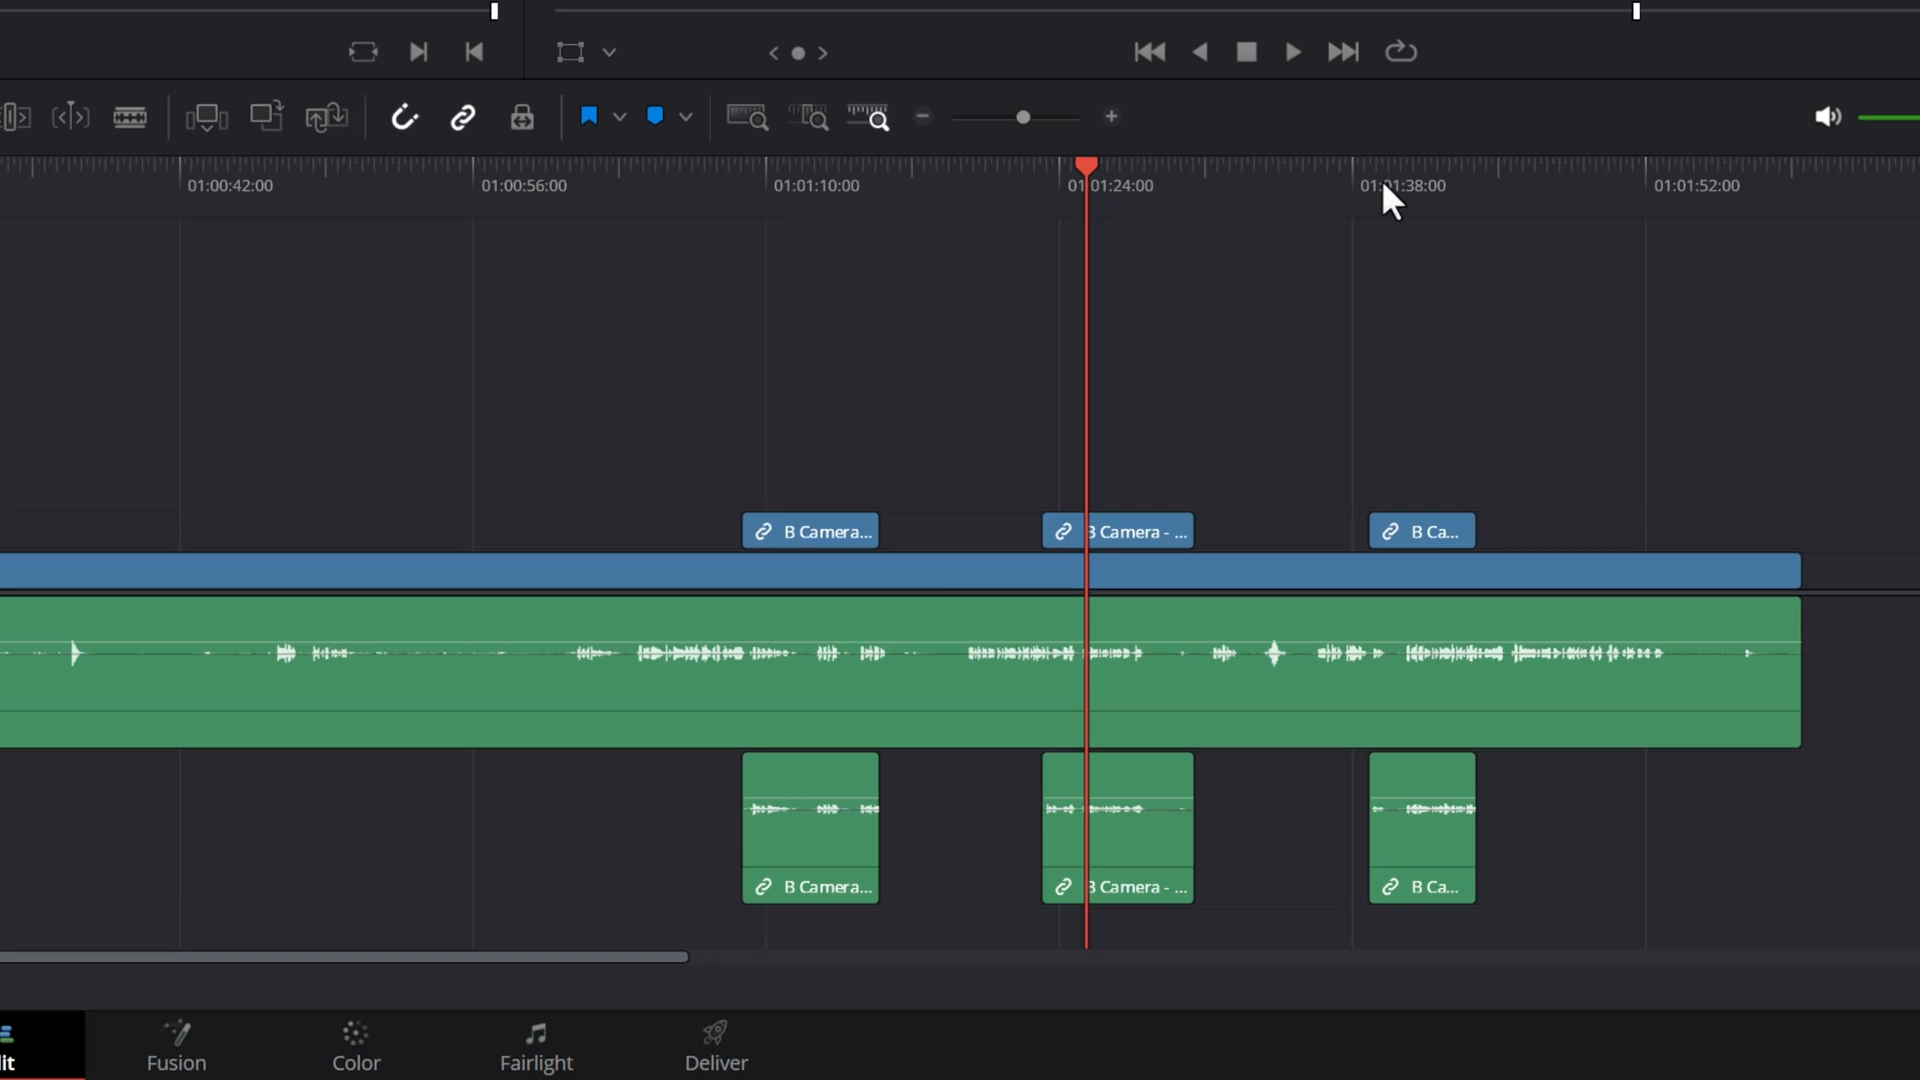 01:00:42:00 01:00:56:00 01:01:10:00 01:01:24:00 01:01:38:00 01:01:52:00
B Camera... B Camera - ... B Ca...
B Camera... B Camera - ... B Ca...
it Fusion Color Fairlight Deliver